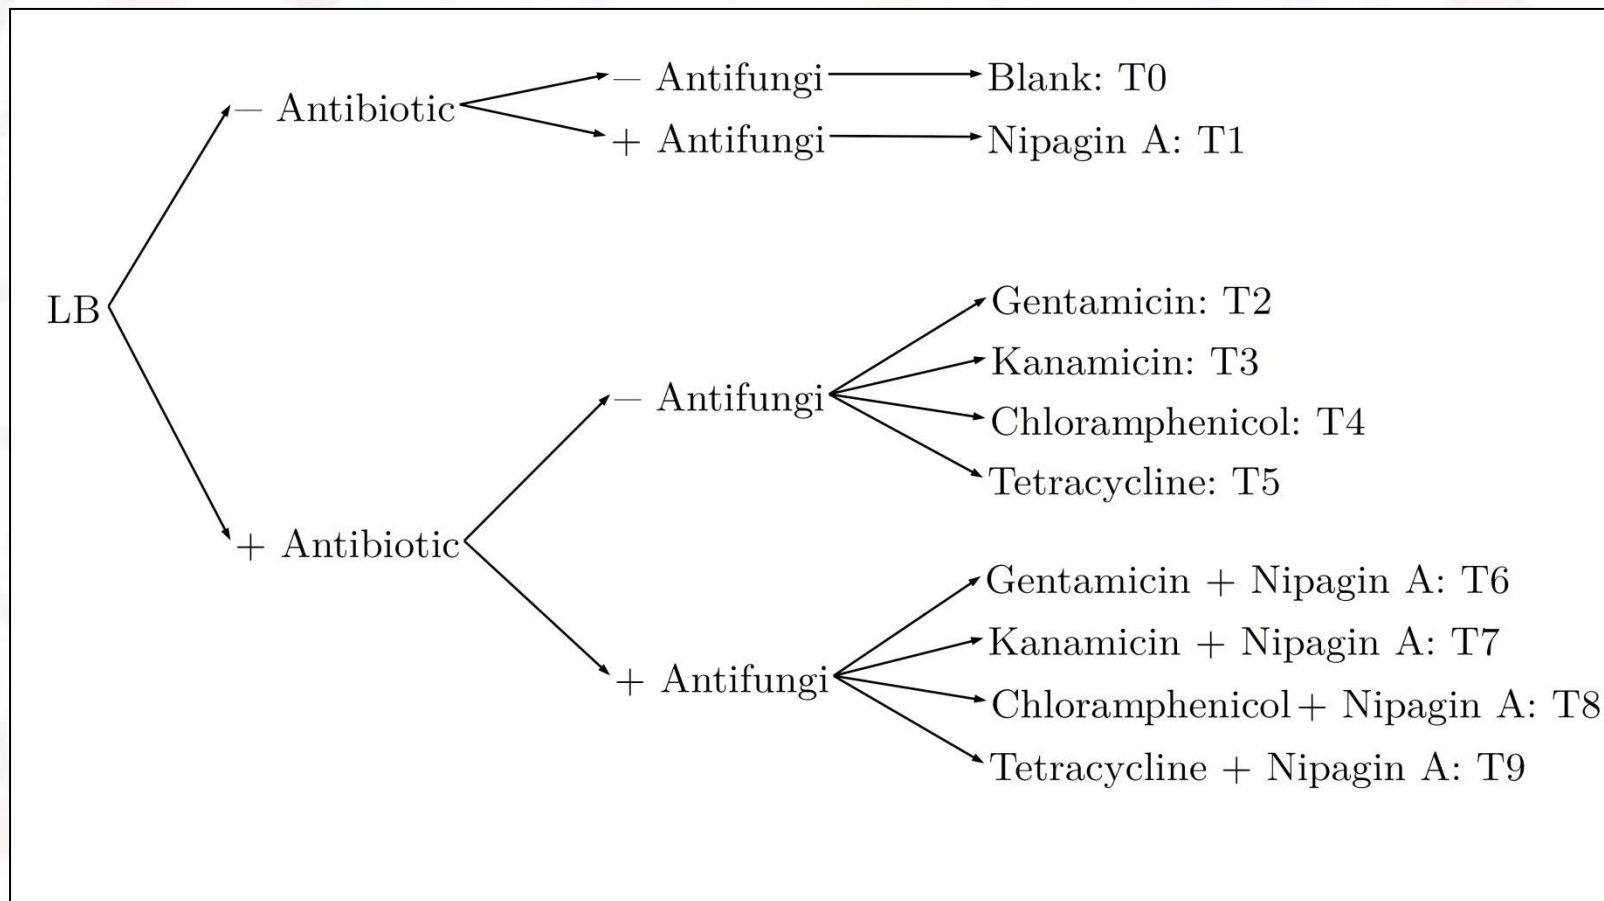 − Antifungi
Blank: T0
− Antibiotic
+ Antifungi
Nipagin A: T1
LB
Gentamicin: T2
Kanamicin: T3
− Antifungi
Chloramphenicol: T4
Tetracycline: T5
+ Antibiotic
Gentamicin + Nipagin A: T6
Kanamicin + Nipagin A: T7
+ Antifungi
Chloramphenicol+ Nipagin A: T8
Tetracycline + Nipagin A: T9